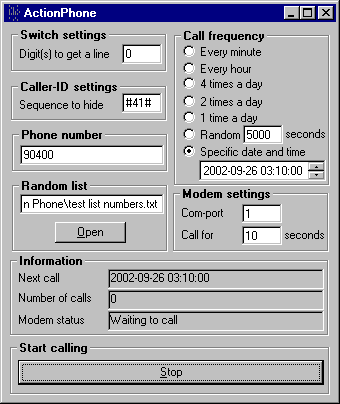 ActionPhone
Switch settings
Digit(s) to get a line 0
Caller-ID settings
Sequence to hide #41#
Phone number
90400
Random list
n Phone\test list numbers.txt
Open
Call frequency
Every minute
Every hour
4 times a day
2 times a day
1 time a day
Random 5000 seconds
Specific date and time
2002-09-26 03:10:00
Modem settings
Com-port 1
Call for 10 seconds
Information
Next call 2002-09-26 03:10:00
Number of calls 0
Modem status Waiting to call
Start calling
Stop